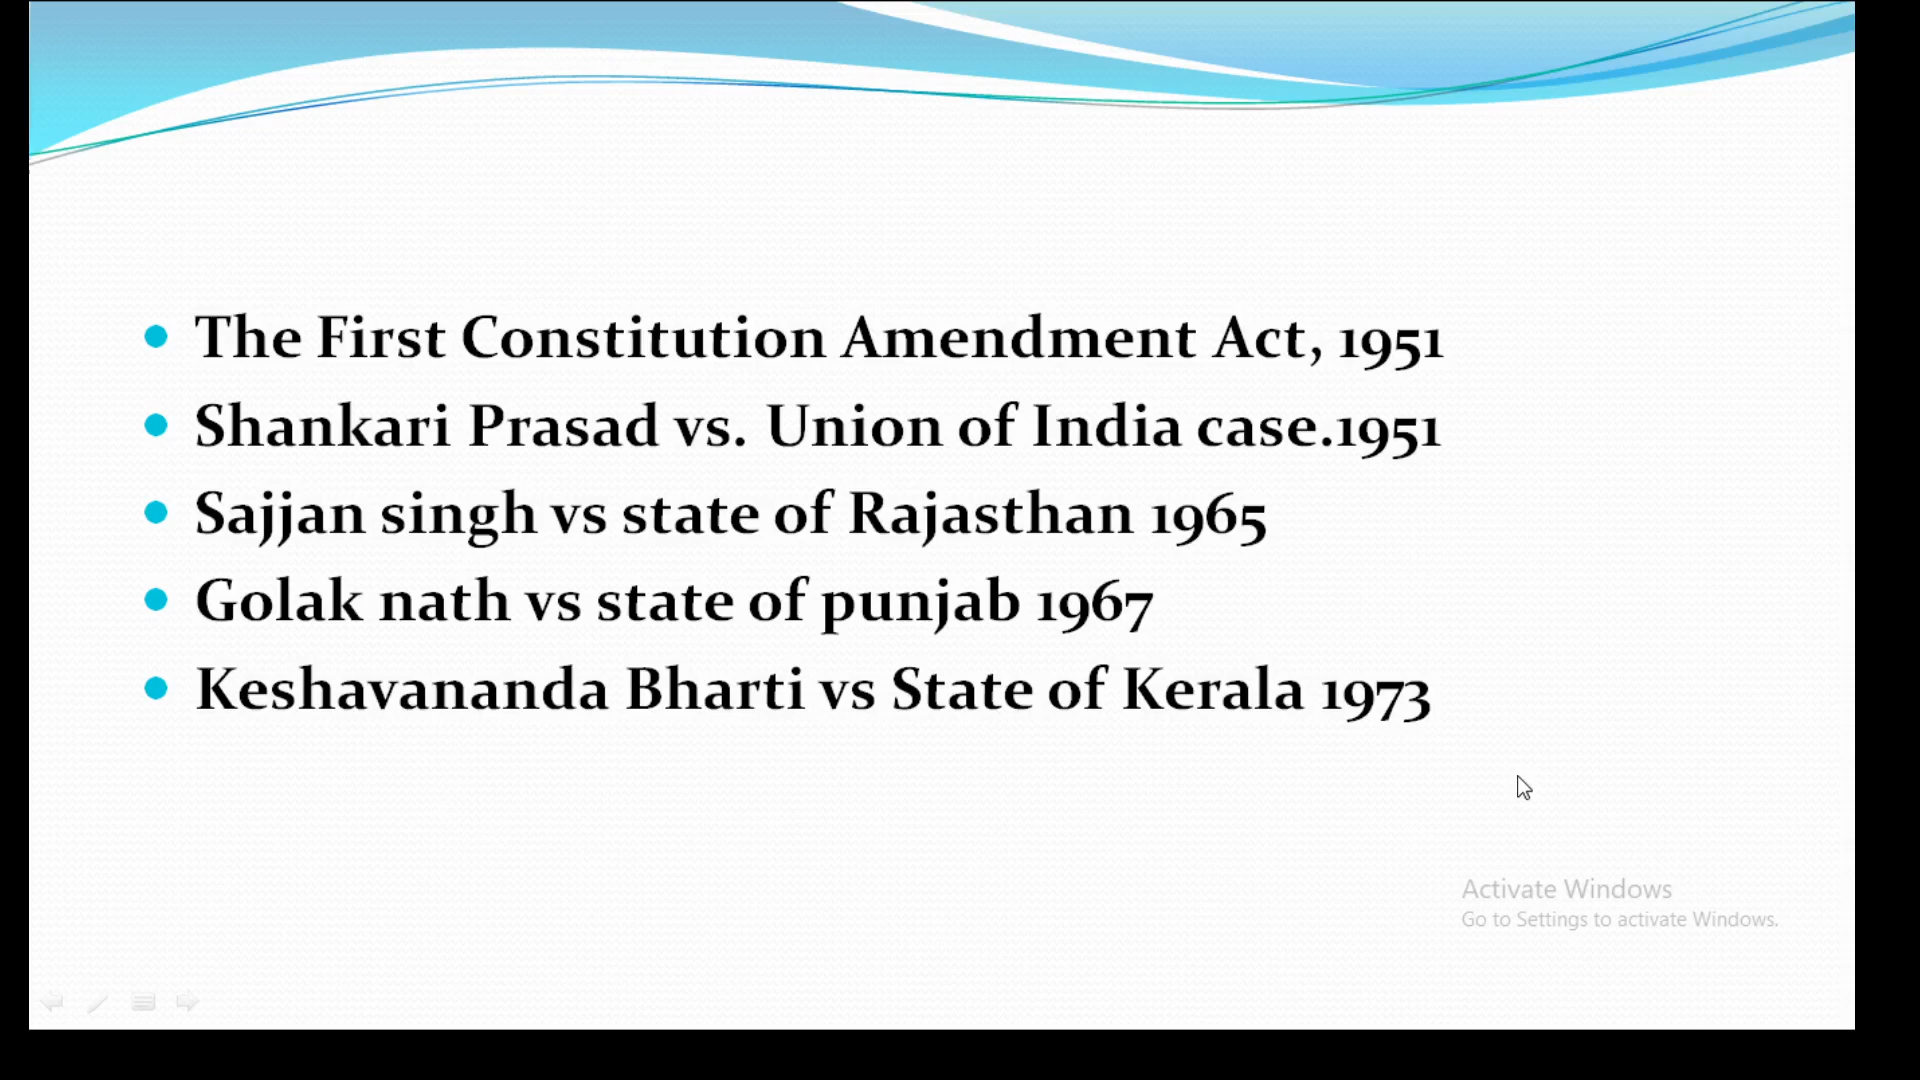 The First Constitution Amendment Act, 1951
Shankari Prasad vs. Union of India case.1951
Sajjan singh vs state of Rajasthan 1965
Golak nath vs state of punjab 1967
Keshavananda Bharti vs State of Kerala 1973
Activate Windows
Go to Settings to activate Windows.